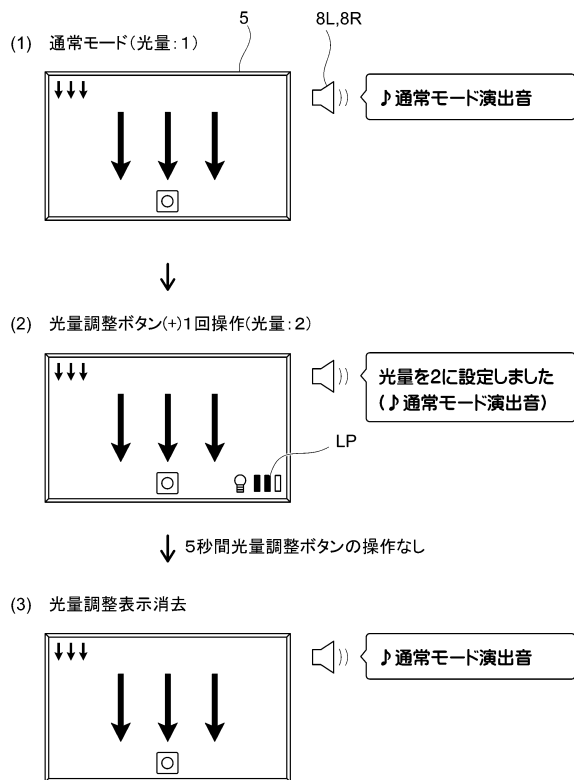 5
8L,8R
(1) 通常モード(光量:1)
♪通常モード演出音
(2) 光量調整ボタン(+)1回操作(光量:2)
光量を2に設定しました
(♪通常モード演出音)
LP
5秒間光量調整ボタンの操作なし
(3) 光量調整表示消去
♪通常モード演出音